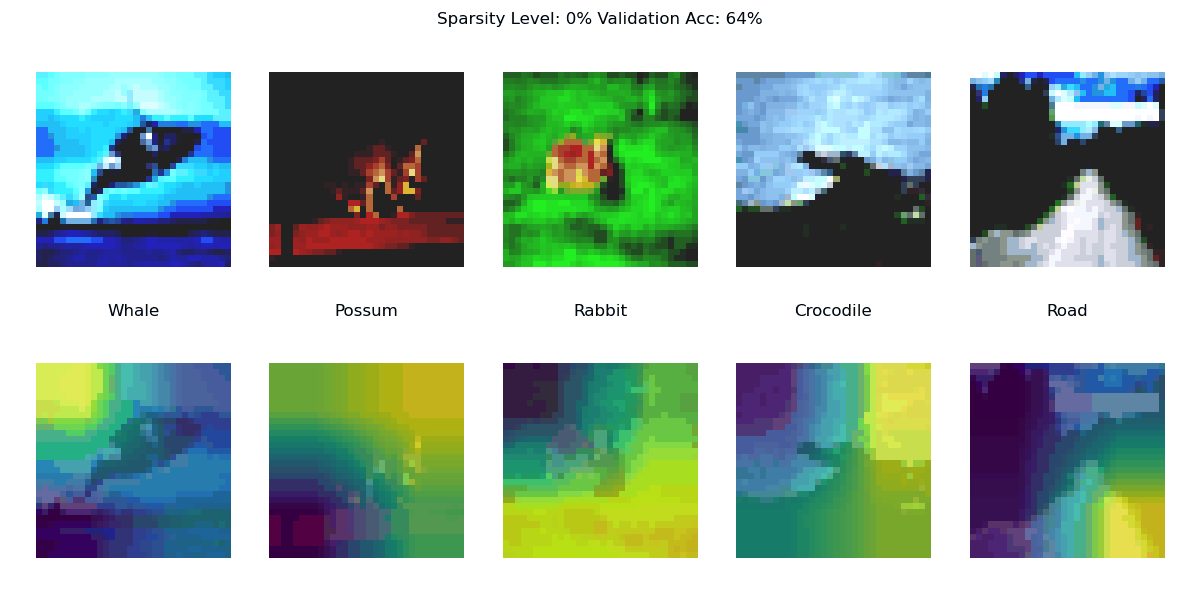 Sparsity Level: 0% Validation Acc: 64%
Whale
Possum
Rabbit
Crocodile
Road